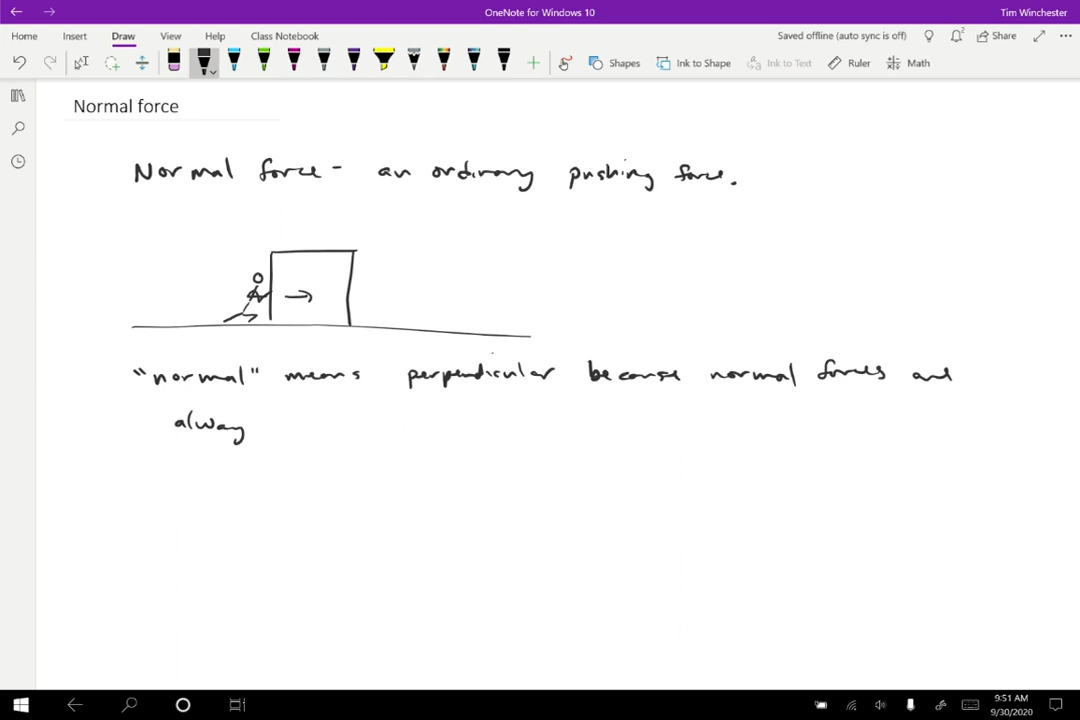 OneNote for Windows 10
Tim Winchester
Home Insert Draw View Help Class Notebook
Saved offline (auto sync is off) Share
Shapes Ink to Shape Ink to Text Ruler Math
Normal force
Normal force - an ordinary pushing force.
"normal" means perpendicular because normal forces are
alway
9:51 AM
9/30/2020